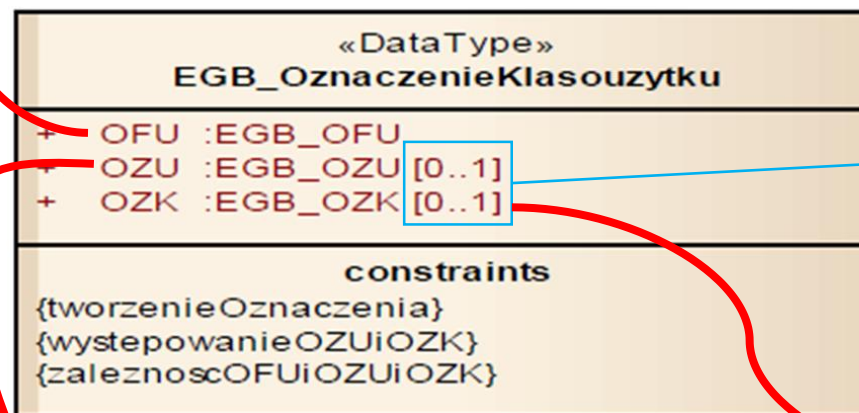 «DataType»
EGB_OznaczenieKlasouzytku
+ OFU :EGB_OFU
+ OZU :EGB_OZU [0..1]
+ OZK :EGB_OZK [0..1]
constraints
{tworzenieOznaczenia}
{wystepowanieOZUiOZK}
{zaleznoscOFUiOZUiOZK}